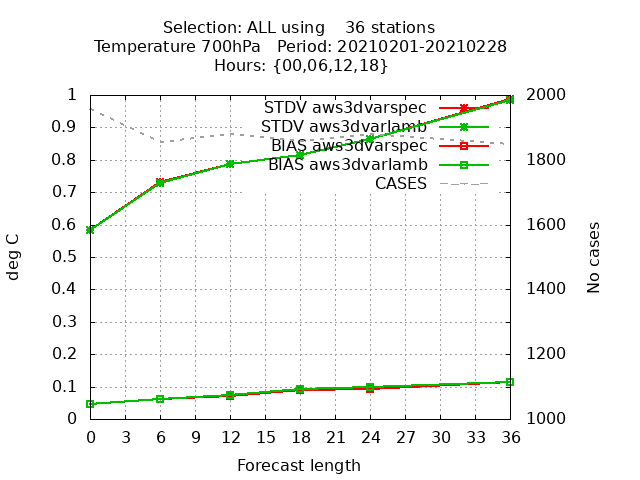 Selection: ALL using    36 stations
Temperature 700hPa   Period: 20210201-20210228
Hours: {00,06,12,18}
STDV aws3dvarspec
STDV aws3dvarlamb
BIAS aws3dvarspec
BIAS aws3dvarlamb
CASES
1
0.9
0.8
0.7
0.6
0.5
0.4
0.3
0.2
0.1
0
deg C
2000
1800
1600
1400
1200
1000
No cases
0 3 6 9 12 15 18 21 24 27 30 33 36
Forecast length